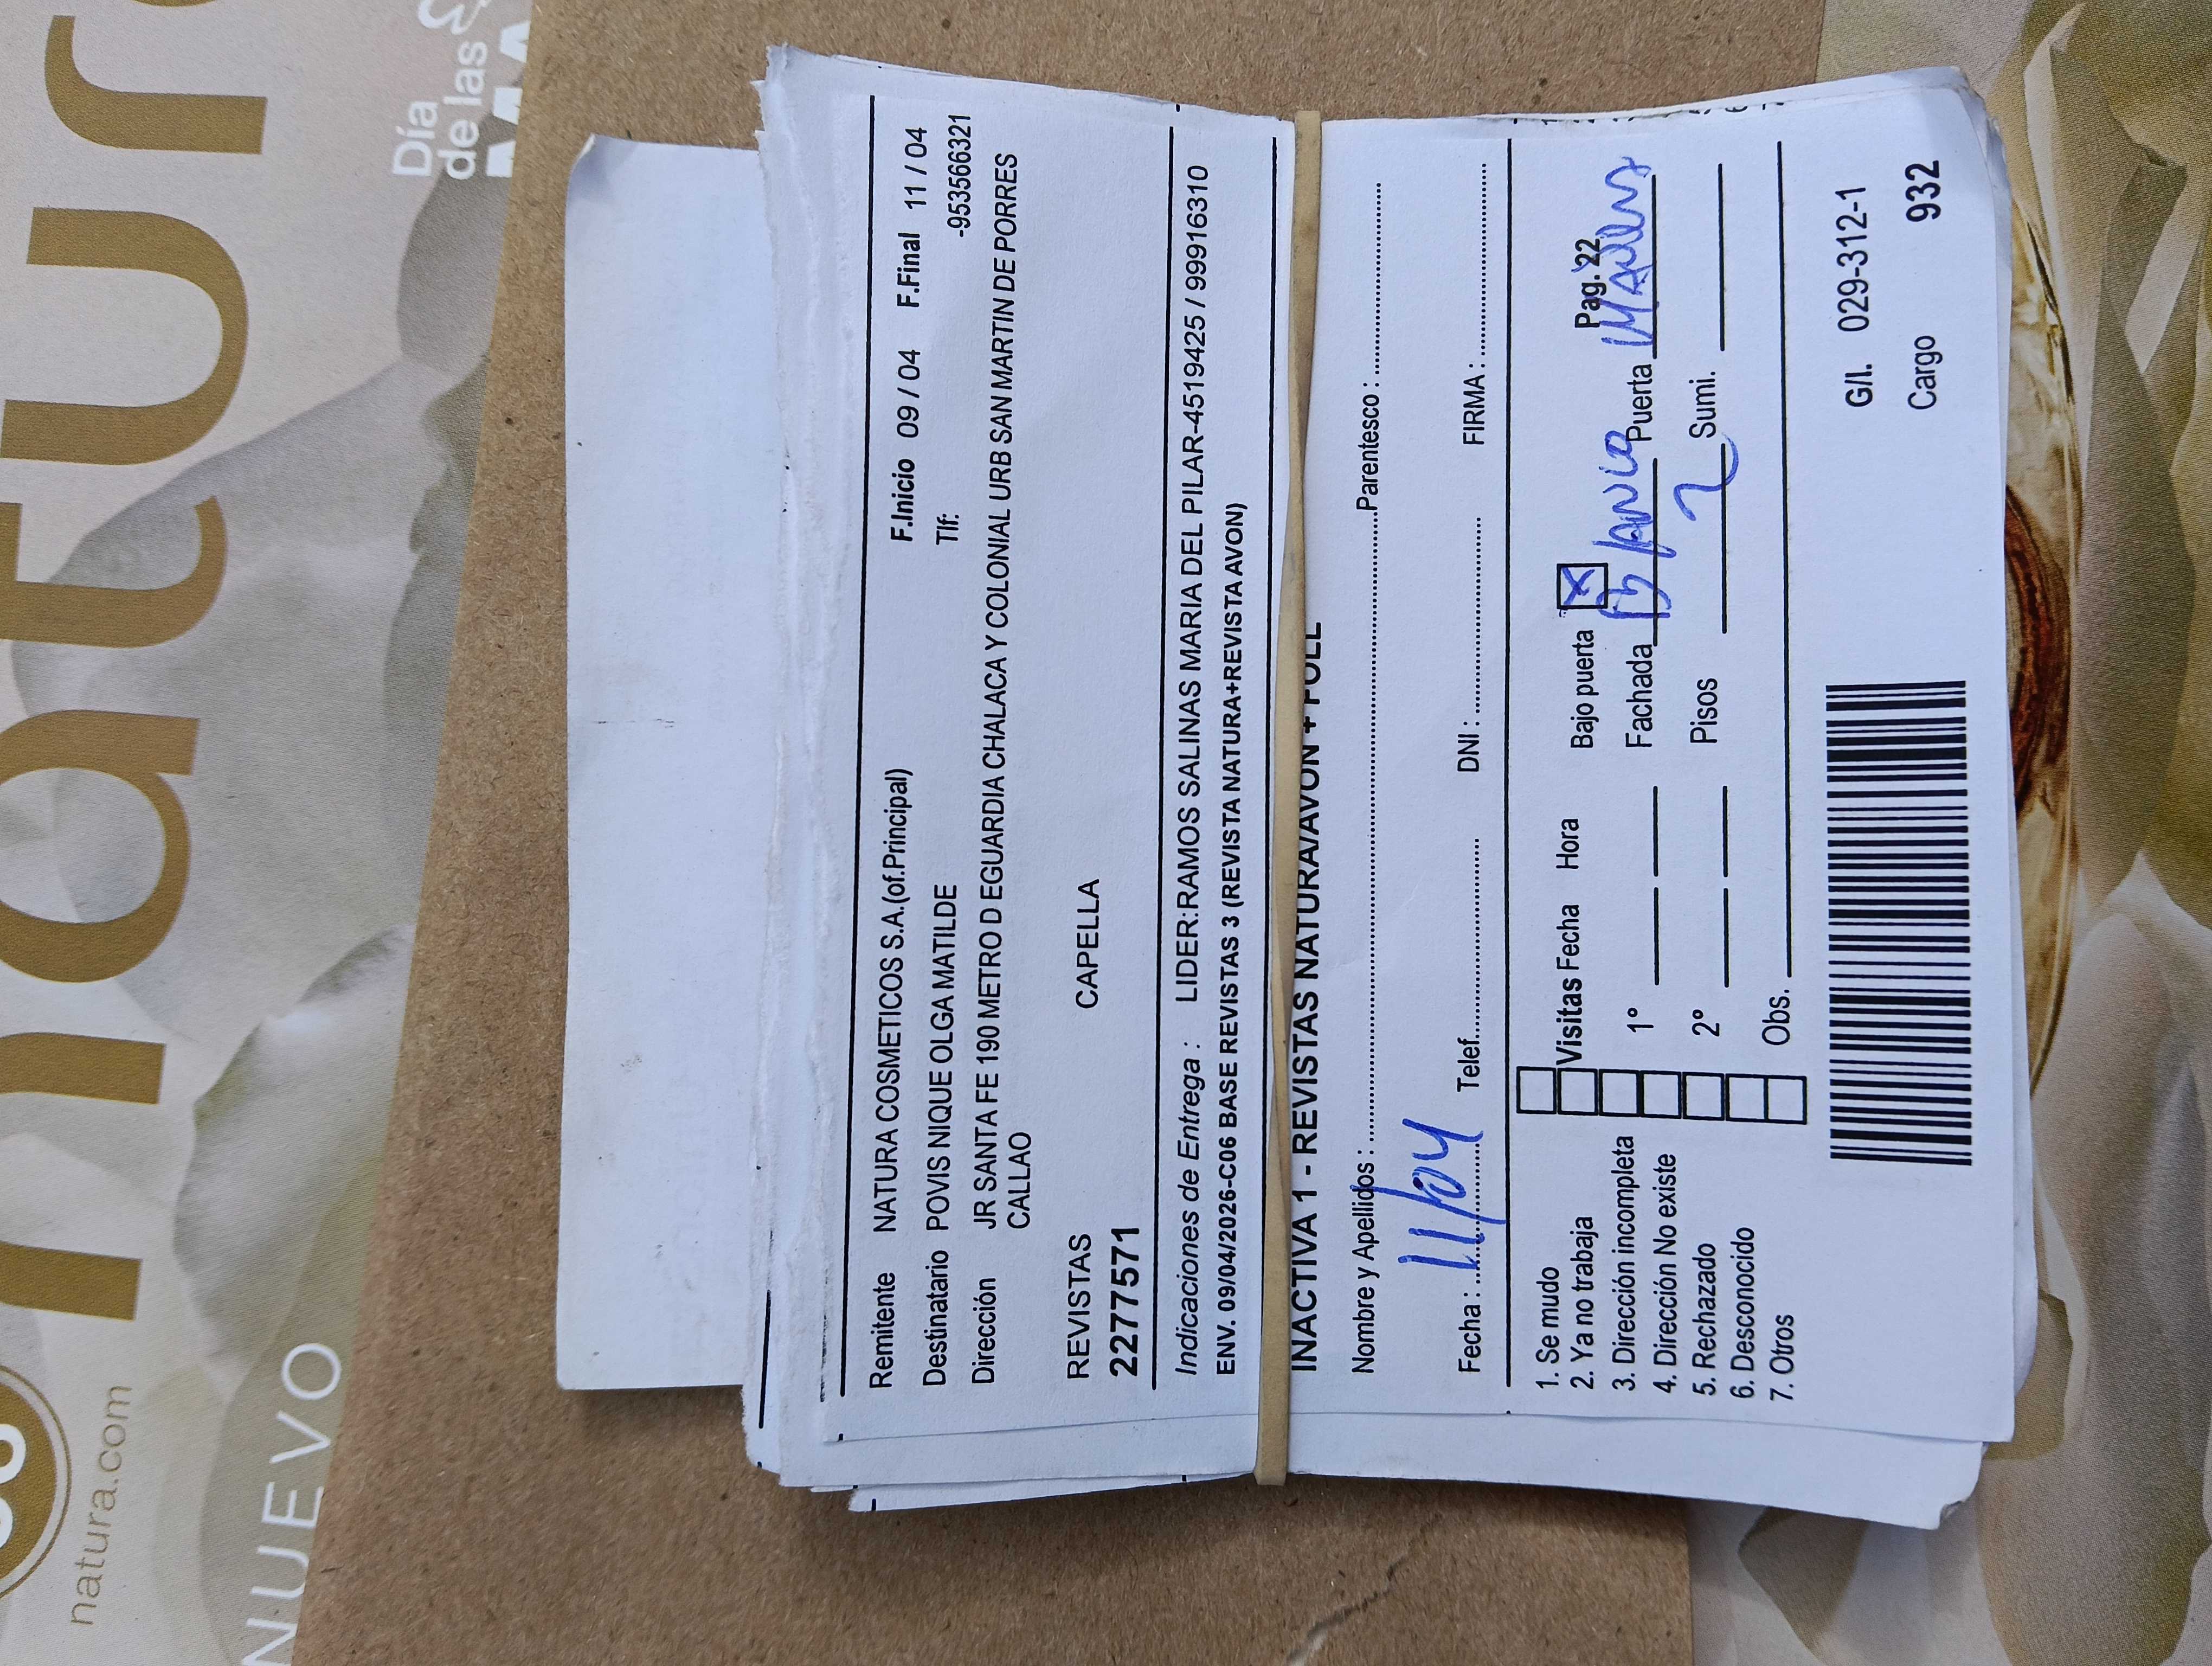 natura
Día
de las
natura.com
NUEVO
F.Inicio 09 / 04 F.Final 11 / 04
Remitente NATURA COSMETICOS S.A.(of.Principal)
Tlf: -953566321
Destinatario POVIS NIQUE OLGA MATILDE
Dirección JR SANTA FE 190 METRO D EGUARDIA CHALACA Y COLONIAL URB SAN MARTIN DE PORRES
CALLAO
REVISTAS CAPELLA
2277571
Indicaciones de Entrega : LIDER:RAMOS SALINAS MARIA DEL PILAR-4519425 / 999166310
ENV. 09/04/2026-C06 BASE REVISTAS 3 (REVISTA NATURA+REVISTA AVON)
INACTIVA 1 - REVISTAS NATURA/AVON + FULL
Nombre y Apellidos : Parentesco :
Fecha : 11/04 Telef. DNI : FIRMA :
Pag. 22
1. Se mudo
2. Ya no trabaja Visitas Fecha Hora Bajo puerta X
3. Dirección incompleta 1° Fachada Blanco Puerta
4. Dirección No existe
5. Rechazado 2° Pisos 2 Sumi.
6. Desconocido
7. Otros Obs.
G/l. 029-312-1
Cargo 932